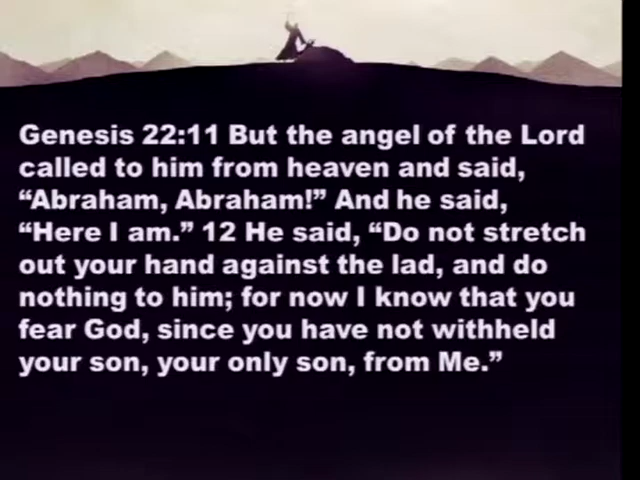 Genesis 22:11 But the angel of the Lord
called to him from heaven and said,
“Abraham, Abraham!” And he said,
“Here I am.” 12 He said, “Do not stretch
out your hand against the lad, and do
nothing to him; for now I know that you
fear God, since you have not withheld
your son, your only son, from Me.”